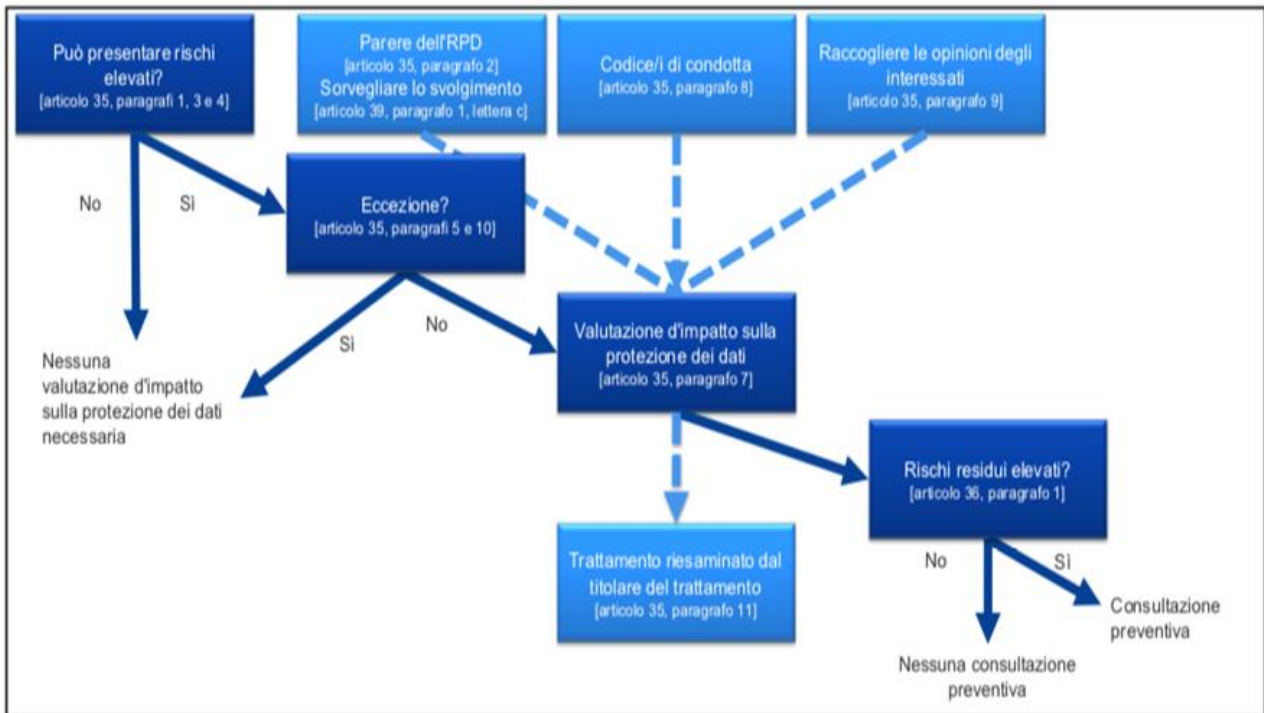 Può presentare rischi
elevati?
[articolo 35, paragrafi 1, 3 e 4]
Parere dell'RPD
[articolo 35, paragrafo 2]
Sorvegliare lo svolgimento
[articolo 39, paragrafo 1, lettera c]
Codice/i di condotta
[articolo 35, paragrafo 8]
Raccogliere le opinioni degli
interessati
[articolo 35, paragrafo 9]
No
Sì
Eccezione?
[articolo 35, paragrafi 5 e 10]
Sì
No
Nessuna
valutazione d'impatto
sulla protezione dei dati
necessaria
Valutazione d'impatto sulla
protezione dei dati
[articolo 35, paragrafo 7]
Rischi residui elevati?
[articolo 36, paragrafo 1]
Trattamento riesaminato dal
titolare del trattamento
[articolo 35, paragrafo 11]
No
Sì
Consultazione
preventiva
Nessuna consultazione
preventiva